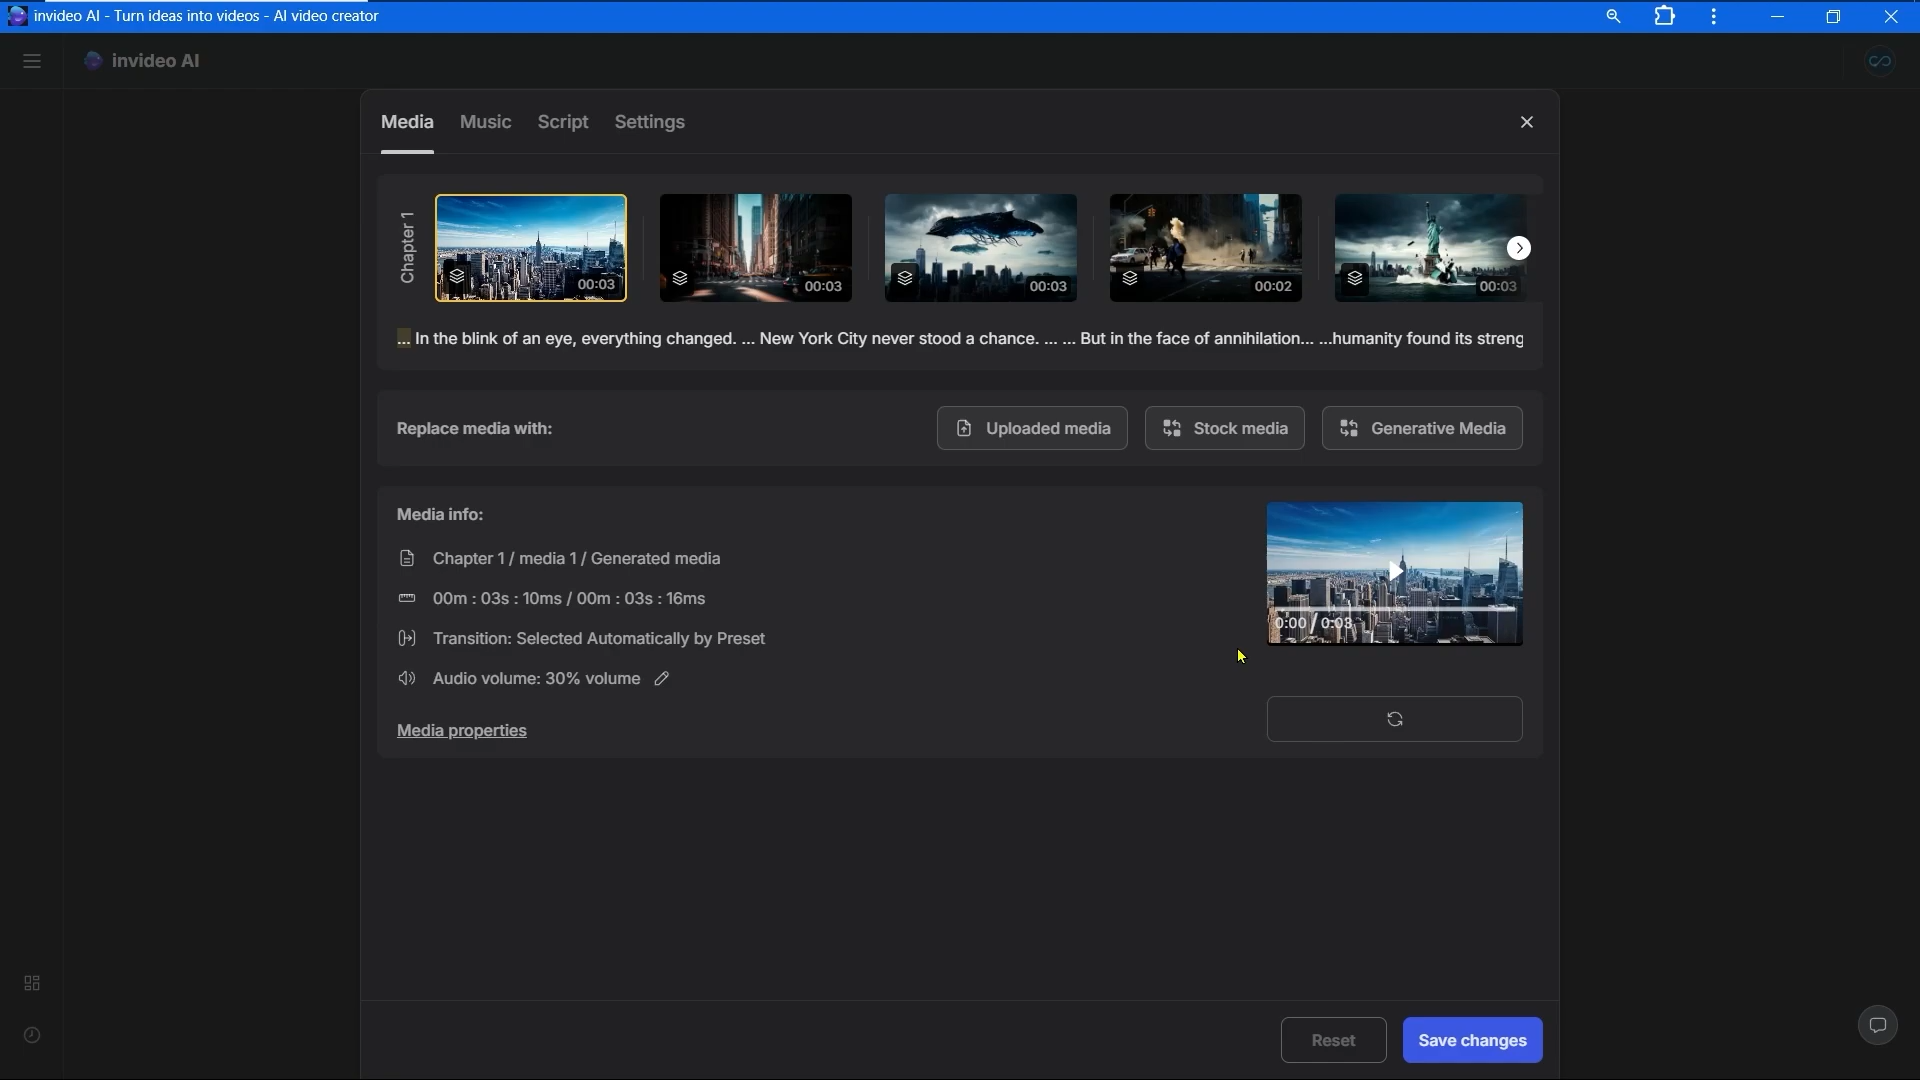 invideo AI - Turn ideas into videos - AI video creator
invideo AI
Media Music Script Settings
Chapter 1
00:03
00:03
00:03
00:02
00:03
... In the blink of an eye, everything changed. ... New York City never stood a chance. ... ... But in the face of annihilation... ...humanity found its streng
Replace media with:
Uploaded media
Stock media
Generative Media
Media info:
Chapter 1 / media 1 / Generated media
00m : 03s : 10ms / 00m : 03s : 16ms
Transition: Selected Automatically by Preset
Audio volume: 30% volume
Media properties
0:00 / 0:03
Reset
Save changes